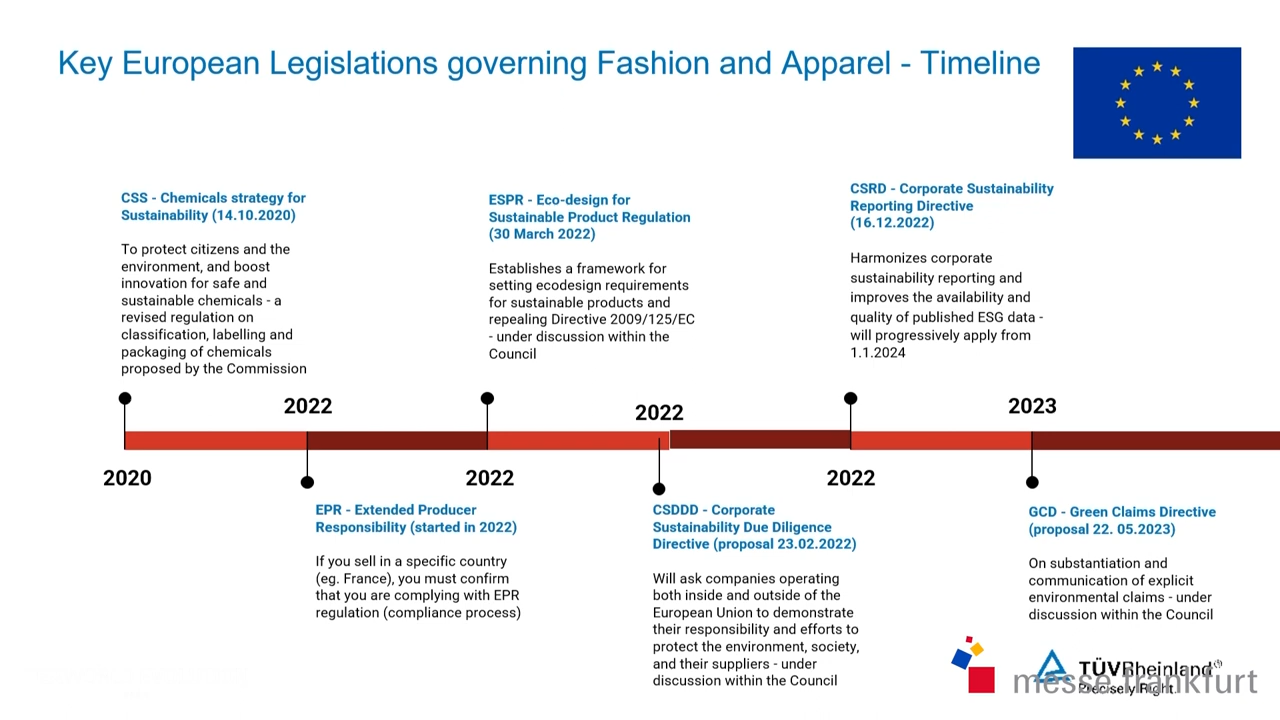 Key European Legislations governing Fashion and Apparel - Timeline
CSS - Chemicals strategy for
Sustainability (14.10.2020)
To protect citizens and the
environment, and boost
innovation for safe and
sustainable chemicals - a
revised regulation on
classification, labelling and
packaging of chemicals
proposed by the Commission
ESPR - Eco-design for
Sustainable Product Regulation
(30 March 2022)
Establishes a framework for
setting ecodesign requirements
for sustainable products and
repealing Directive 2009/125/EC
- under discussion within the
Council
CSRD - Corporate Sustainability
Reporting Directive
(16.12.2022)
Harmonizes corporate
sustainability reporting and
improves the availability and
quality of published ESG data -
will progressively apply from
1.1.2024
2022
2022
2023
2020
2022
2022
EPR - Extended Producer
Responsibility (started in 2022)
If you sell in a specific country
(eg. France), you must confirm
that you are complying with EPR
regulation (compliance process)
CSDDD - Corporate
Sustainability Due Diligence
Directive (proposal 23.02.2022)
Will ask companies operating
both inside and outside of the
European Union to demonstrate
their responsibility and efforts to
protect the environment, society,
and their suppliers - under
discussion within the Council
GCD - Green Claims Directive
(proposal 22. 05.2023)
On substantiation and
communication of explicit
environmental claims - under
discussion within the Council
TÜVRheinland®
Precisely Right.
messe frankfurt